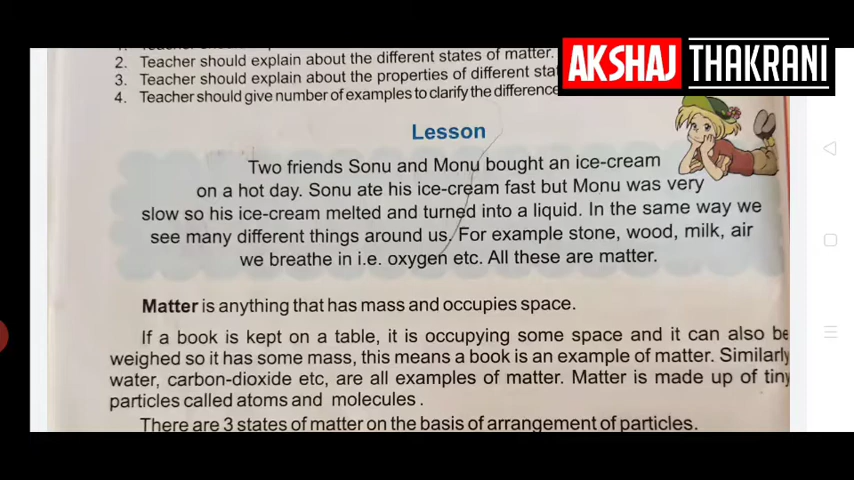 AKSHAJ THAKRANI
2. Teacher should explain about the different states of matter.
3. Teacher should explain about the properties of different
4. Teacher should give number of examples to clarify the difference
Lesson
Two friends Sonu and Monu bought an ice-cream
on a hot day. Sonu ate his ice-cream fast but Monu was very
slow so his ice-cream melted and turned into a liquid. In the same way we
see many different things around us. For example stone, wood, milk, air
we breathe in i.e. oxygen etc. All these are matter.
Matter is anything that has mass and occupies space.
If a book is kept on a table, it is occupying some space and it can also be
weighed so it has some mass, this means a book is an example of matter. Similarly
water, carbon-dioxide etc, are all examples of matter. Matter is made up of tiny
particles called atoms and molecules .
There are 3 states of matter on the basis of arrangement of particles.